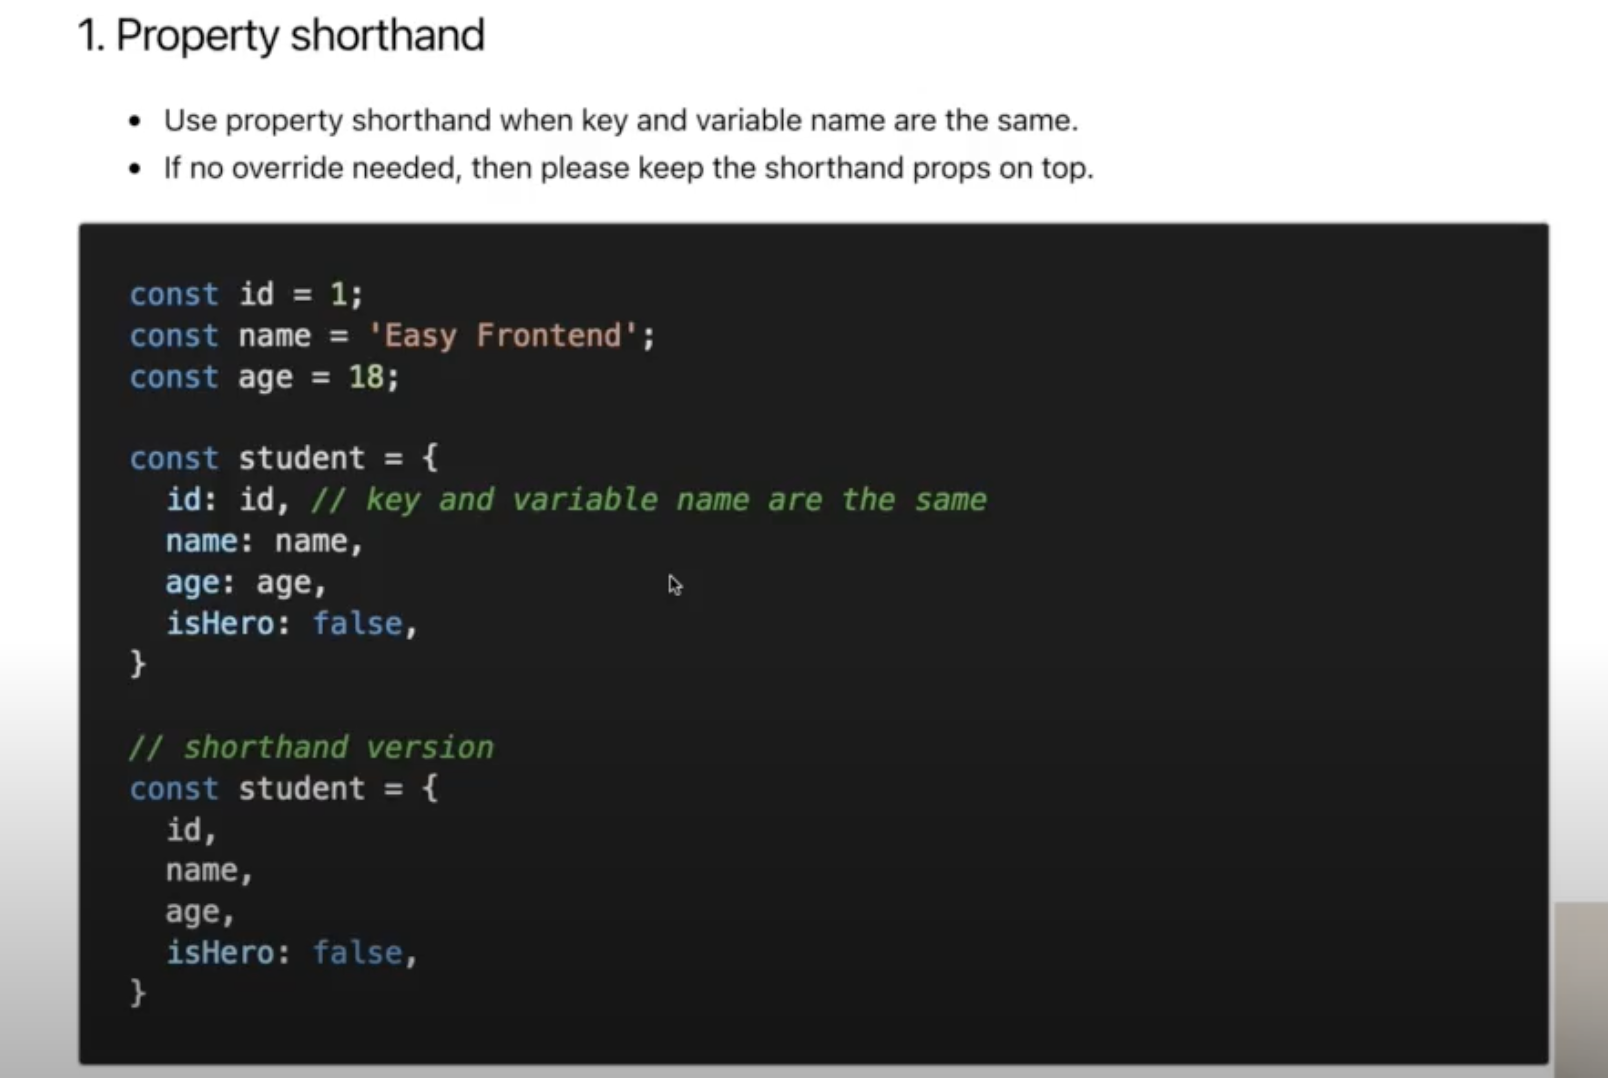 1. Property shorthand
• Use property shorthand when key and variable name are the same.
• If no override needed, then please keep the shorthand props on top.
const id = 1;
const name = 'Easy Frontend';
const age = 18;
const student = {
  id: id, // key and variable name are the same
  name: name,
  age: age,
  isHero: false,
}
// shorthand version
const student = {
  id,
  name,
  age,
  isHero: false,
}